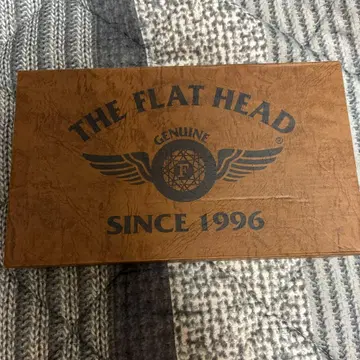 THE FLAT HEAD
GENUINE
®
F
SINCE 1996